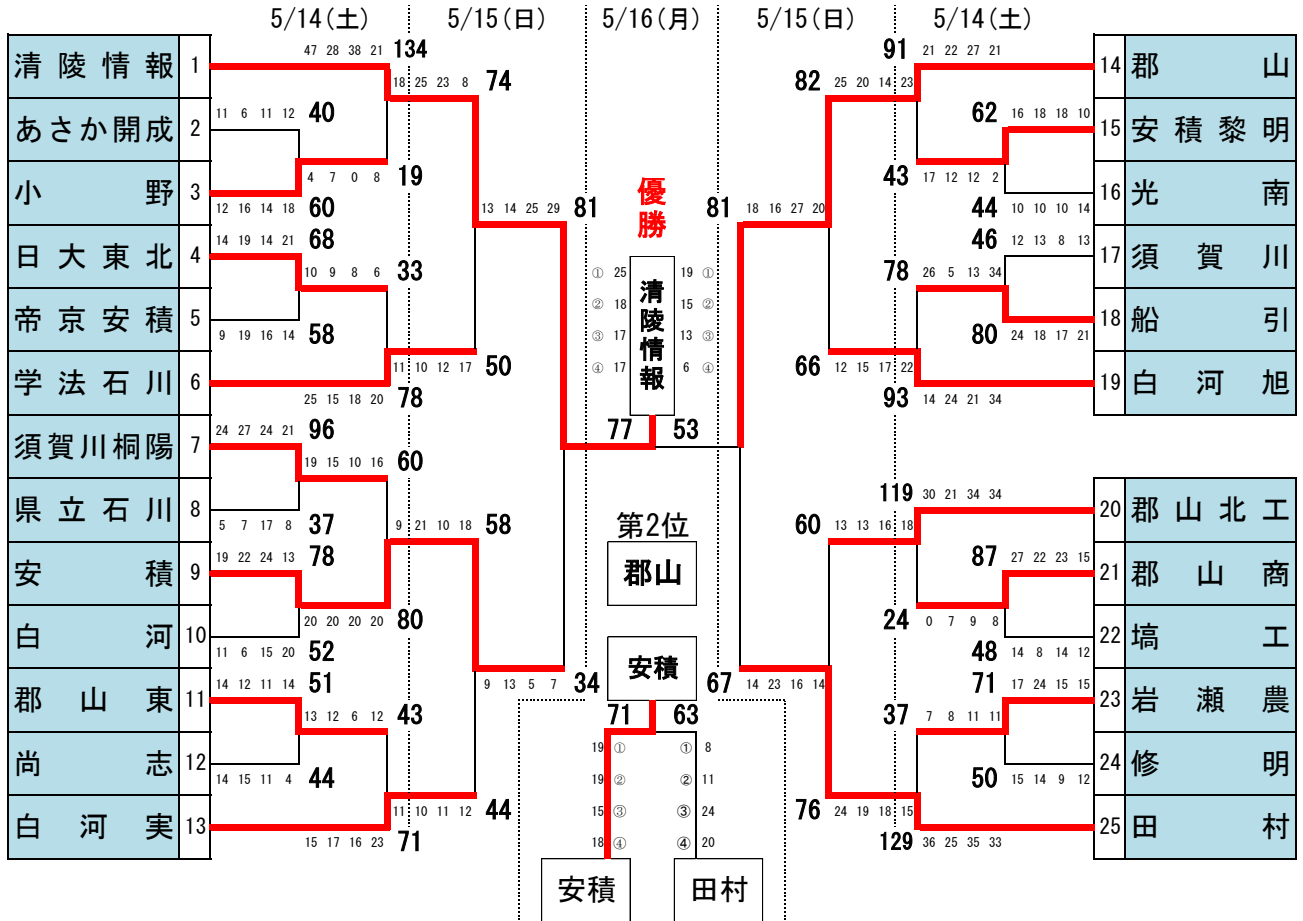 5/14(土) 5/15(日) 5/16(月) 5/15(日) 5/14(土)
清陵情報 1
47 28 38 21 134
18 25 23 8 74
あさか開成 2
11 6 11 12 40
小野 3
4 7 0 8 19
12 16 14 18 60
日大東北 4
14 19 14 21 68
10 9 8 6 33
帝京安積 5
9 19 16 14 58
学法石川 6
11 10 12 17 50
25 15 18 20 78
13 14 25 29 81
須賀川桐陽 7
24 27 24 21 96
19 15 10 16 60
県立石川 8
5 7 17 8 37
9 21 10 18 58
安積 9
19 22 24 13 78
20 20 20 20 80
白河 10
11 6 15 20 52
郡山東 11
14 12 11 14 51
13 12 6 12 43
9 13 5 7 34
尚志 12
14 15 11 4 44
白河実 13
11 10 11 12 44
15 17 16 23 71
優勝
清陵情報
① 25 19 ①
② 18 15 ②
③ 17 13 ③
④ 17 6 ④
77 53
第2位
郡山
安積
71 63
19 ① ① 8
19 ② ② 11
15 ③ ③ 24
18 ④ ④ 20
安積 田村
91 21 22 27 21
14 郡山
82 25 20 14 23
62 16 18 18 10
15 安積黎明
43 17 12 12 2
16 光南
44 10 10 10 14
81 18 16 27 20
46 12 13 8 13
17 須賀川
78 26 5 13 34
18 船引
80 24 18 17 21
66 12 15 17 22
19 白河旭
93 14 24 21 34
119 30 21 34 34
20 郡山北工
60 13 13 16 18
87 27 22 23 15
21 郡山商
24 0 7 9 8
22 塙工
48 14 8 14 12
67 14 23 16 14
71 17 24 15 15
23 岩瀬農
37 7 8 11 11
24 修明
50 15 14 9 12
76 24 19 18 15
25 田村
129 36 25 35 33